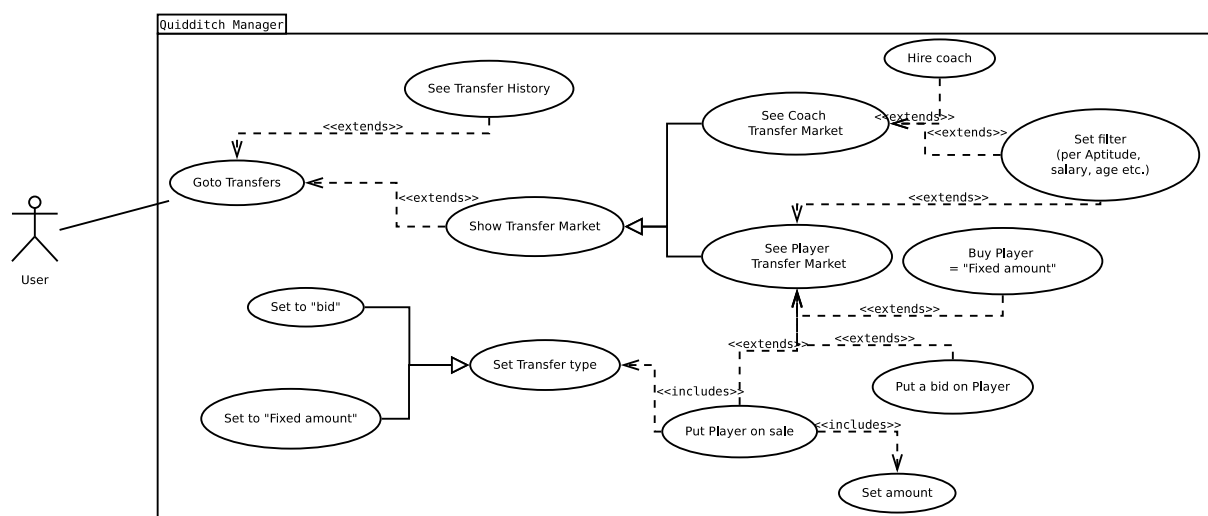 Quidditch Manager
Hire coach
See Transfer History
See Coach
Transfer Market
<<extends>>
<<extends>>
<<extends>>
Set filter
(per Aptitude,
salary, age etc.)
Goto Transfers
<<extends>>
<<extends>>
Show Transfer Market
See Player
Transfer Market
Buy Player
= "Fixed amount"
User
Set to "bid"
<<extends>>
<<extends>>
<<extends>>
Set Transfer type
Put a bid on Player
<<includes>>
Set to "Fixed amount"
Put Player on sale
<<includes>>
Set amount